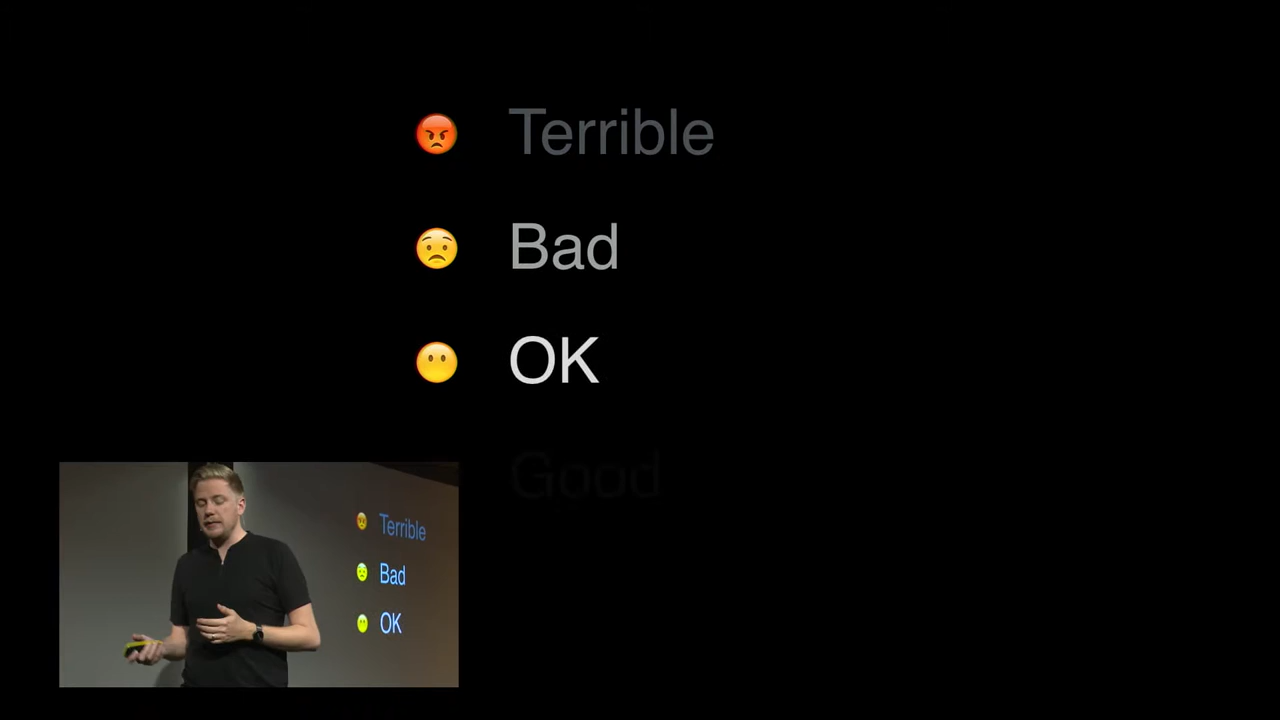 😡 Terrible
😟 Bad
😶 OK
Good
Terrible
Bad
OK